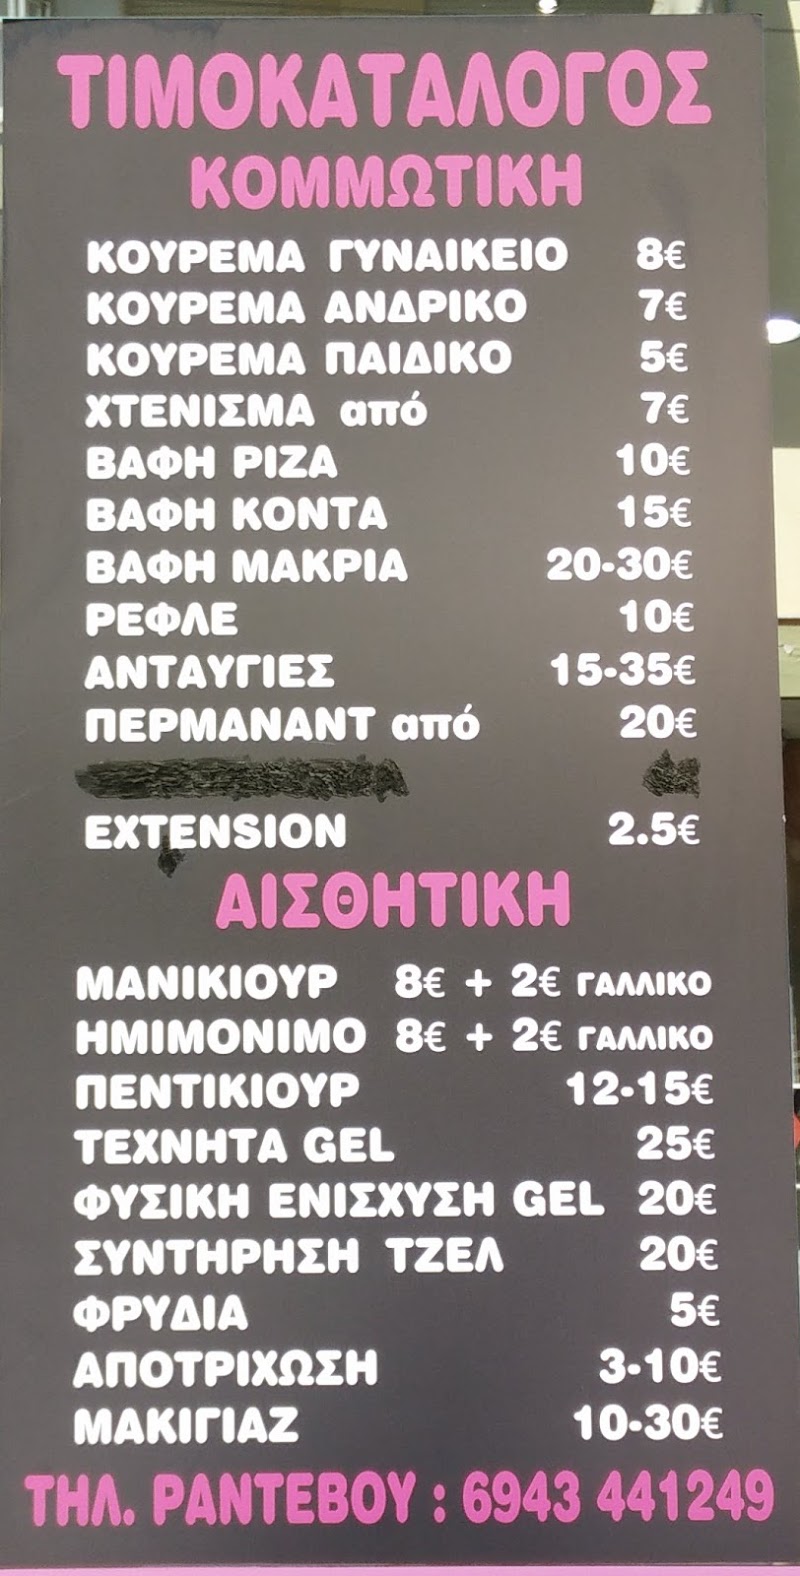 ΤΙΜΟΚΑΤΑΛΟΓΟΣ
ΚΟΜΜΩΤΙΚΗ
ΚΟΥΡΕΜΑ ΓΥΝΑΙΚΕΙΟ 8€
ΚΟΥΡΕΜΑ ΑΝΔΡΙΚΟ 7€
ΚΟΥΡΕΜΑ ΠΑΙΔΙΚΟ 5€
ΧΤΕΝΙΣΜΑ από 7€
ΒΑΦΗ ΡΙΖΑ 10€
ΒΑΦΗ ΚΟΝΤΑ 15€
ΒΑΦΗ ΜΑΚΡΙΑ 20-30€
ΡΕΦΛΕ 10€
ΑΝΤΑΥΓΙΕΣ 15-35€
ΠΕΡΜΑΝΑΝΤ από 20€
EXTENSION 2.5€
ΑΙΣΘΗΤΙΚΗ
ΜΑΝΙΚΙΟΥΡ 8€ + 2€ ΓΑΛΛΙΚΟ
ΗΜΙΜΟΝΙΜΟ 8€ + 2€ ΓΑΛΛΙΚΟ
ΠΕΝΤΙΚΙΟΥΡ 12-15€
ΤΕΧΝΗΤΑ GEL 25€
ΦΥΣΙΚΗ ΕΝΙΣΧΥΣΗ GEL 20€
ΣΥΝΤΗΡΗΣΗ ΤΖΕΛ 20€
ΦΡΥΔΙΑ 5€
ΑΠΟΤΡΙΧΩΣΗ 3-10€
ΜΑΚΙΓΙΑΖ 10-30€
ΤΗΛ. ΡΑΝΤΕΒΟΥ : 6943 441249